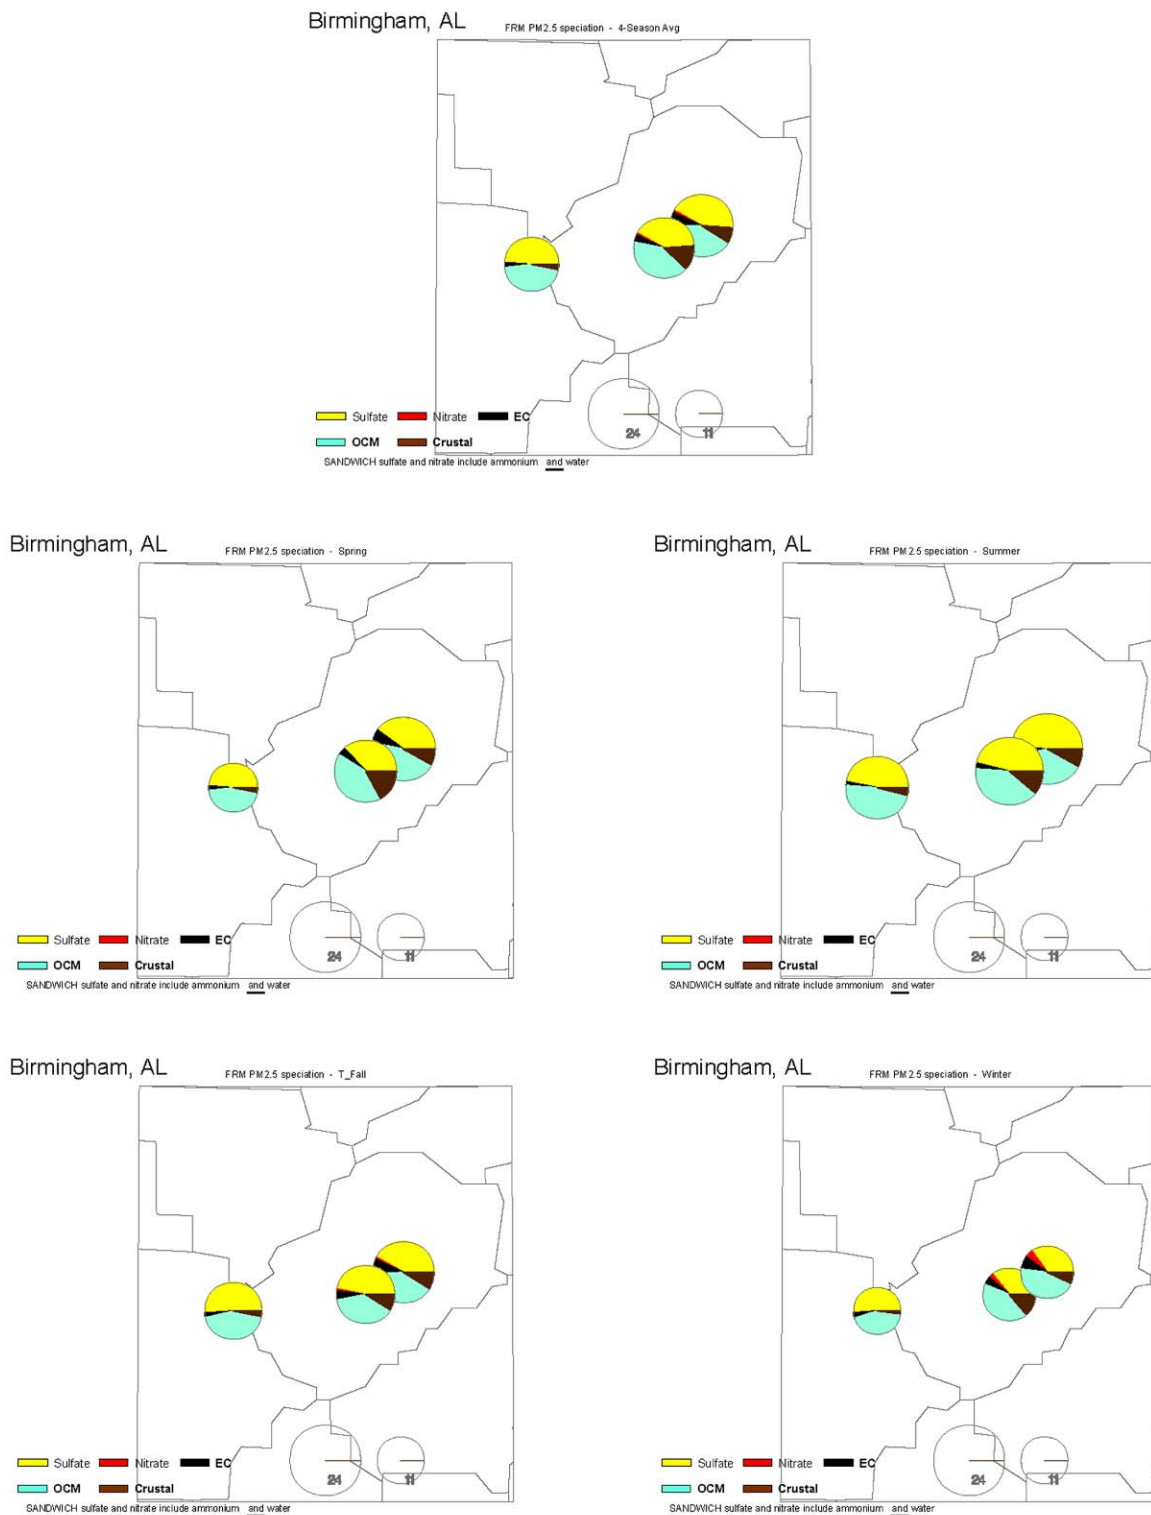 Birmingham, AL
FRM PM2.5 speciation - 4-Season Avg
24 11
Sulfate Nitrate EC
OCM Crustal
SANDWICH sulfate and nitrate include ammonium and water
Birmingham, AL
FRM PM2.5 speciation - Spring
24 11
Sulfate Nitrate EC
OCM Crustal
SANDWICH sulfate and nitrate include ammonium and water
Birmingham, AL
FRM PM2.5 speciation - Summer
24 11
Sulfate Nitrate EC
OCM Crustal
SANDWICH sulfate and nitrate include ammonium and water
Birmingham, AL
FRM PM2.5 speciation - T_Fall
24 11
Sulfate Nitrate EC
OCM Crustal
SANDWICH sulfate and nitrate include ammonium and water
Birmingham, AL
FRM PM2.5 speciation - Winter
24 11
Sulfate Nitrate EC
OCM Crustal
SANDWICH sulfate and nitrate include ammonium and water